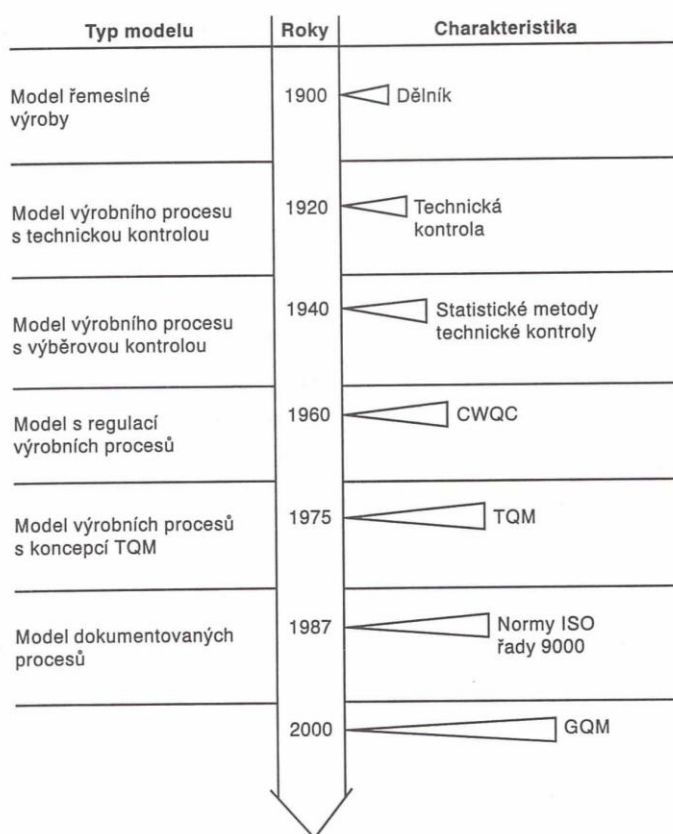 Typ modelu Roky Charakteristika
Model řemeslné
výroby
1900
Dělník
Model výrobního procesu
s technickou kontrolou
1920
Technická
kontrola
Model výrobního procesu
s výběrovou kontrolou
1940
Statistické metody
technické kontroly
Model s regulací
výrobních procesů
1960
CWQC
Model výrobních procesů
s koncepcí TQM
1975
TQM
Model dokumentovaných
procesů
1987
Normy ISO
řady 9000
2000
GQM